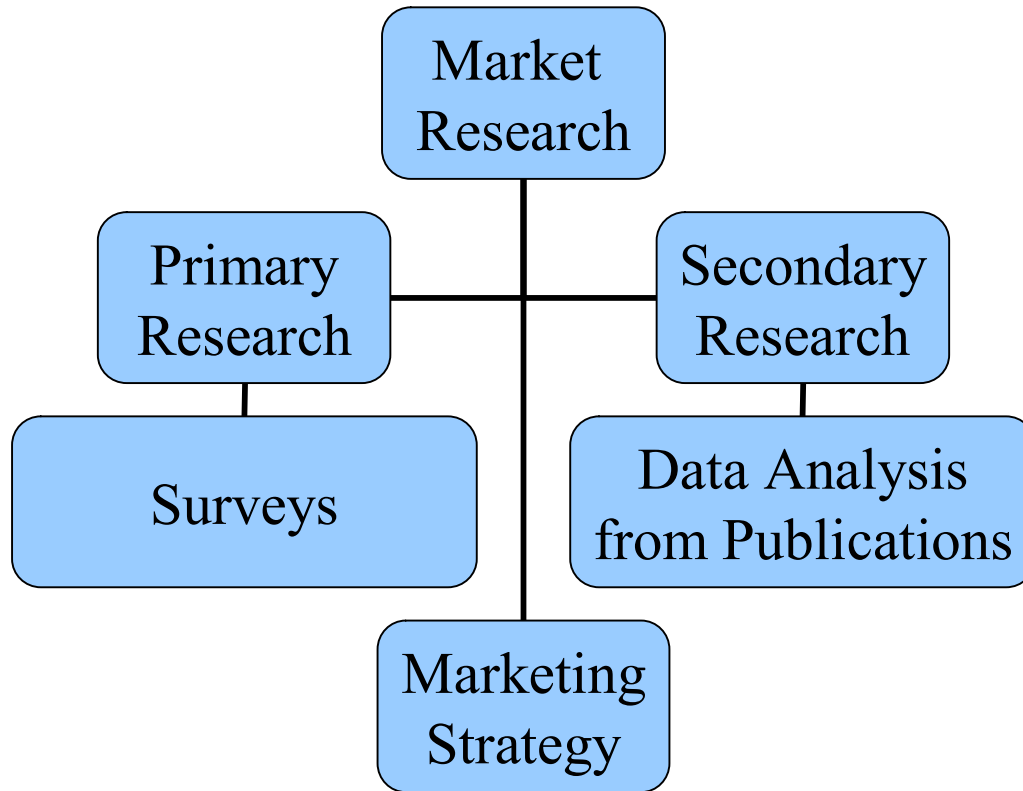 Market
Research
Primary
Research
Secondary
Research
Surveys
Data Analysis
from Publications
Marketing
Strategy